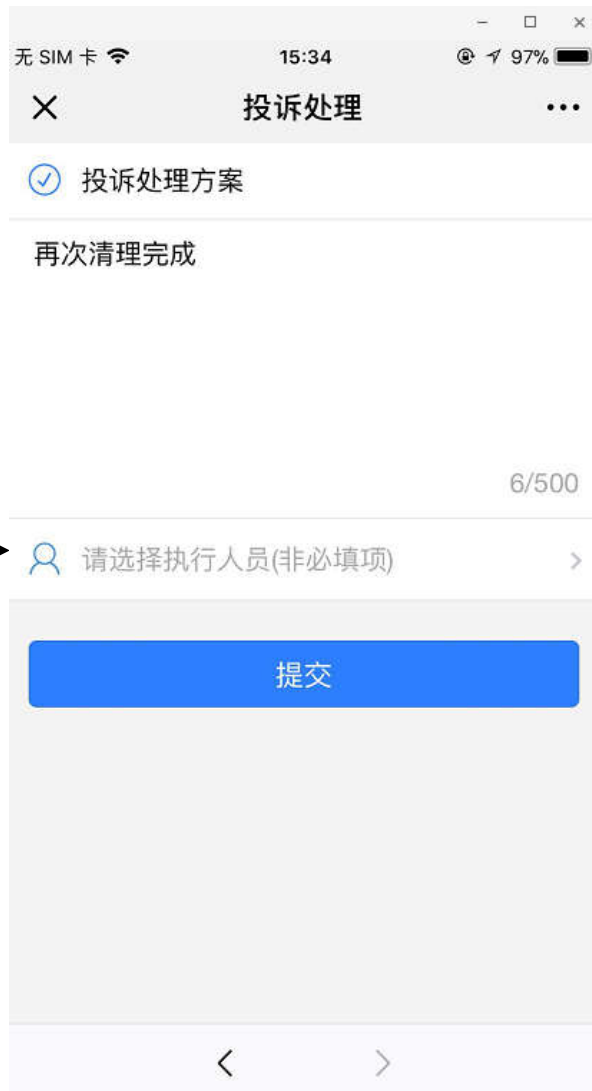 无 SIM 卡
15:34
97%
投诉处理
投诉处理方案
再次清理完成
6/500
请选择执行人员(非必填项)
提交